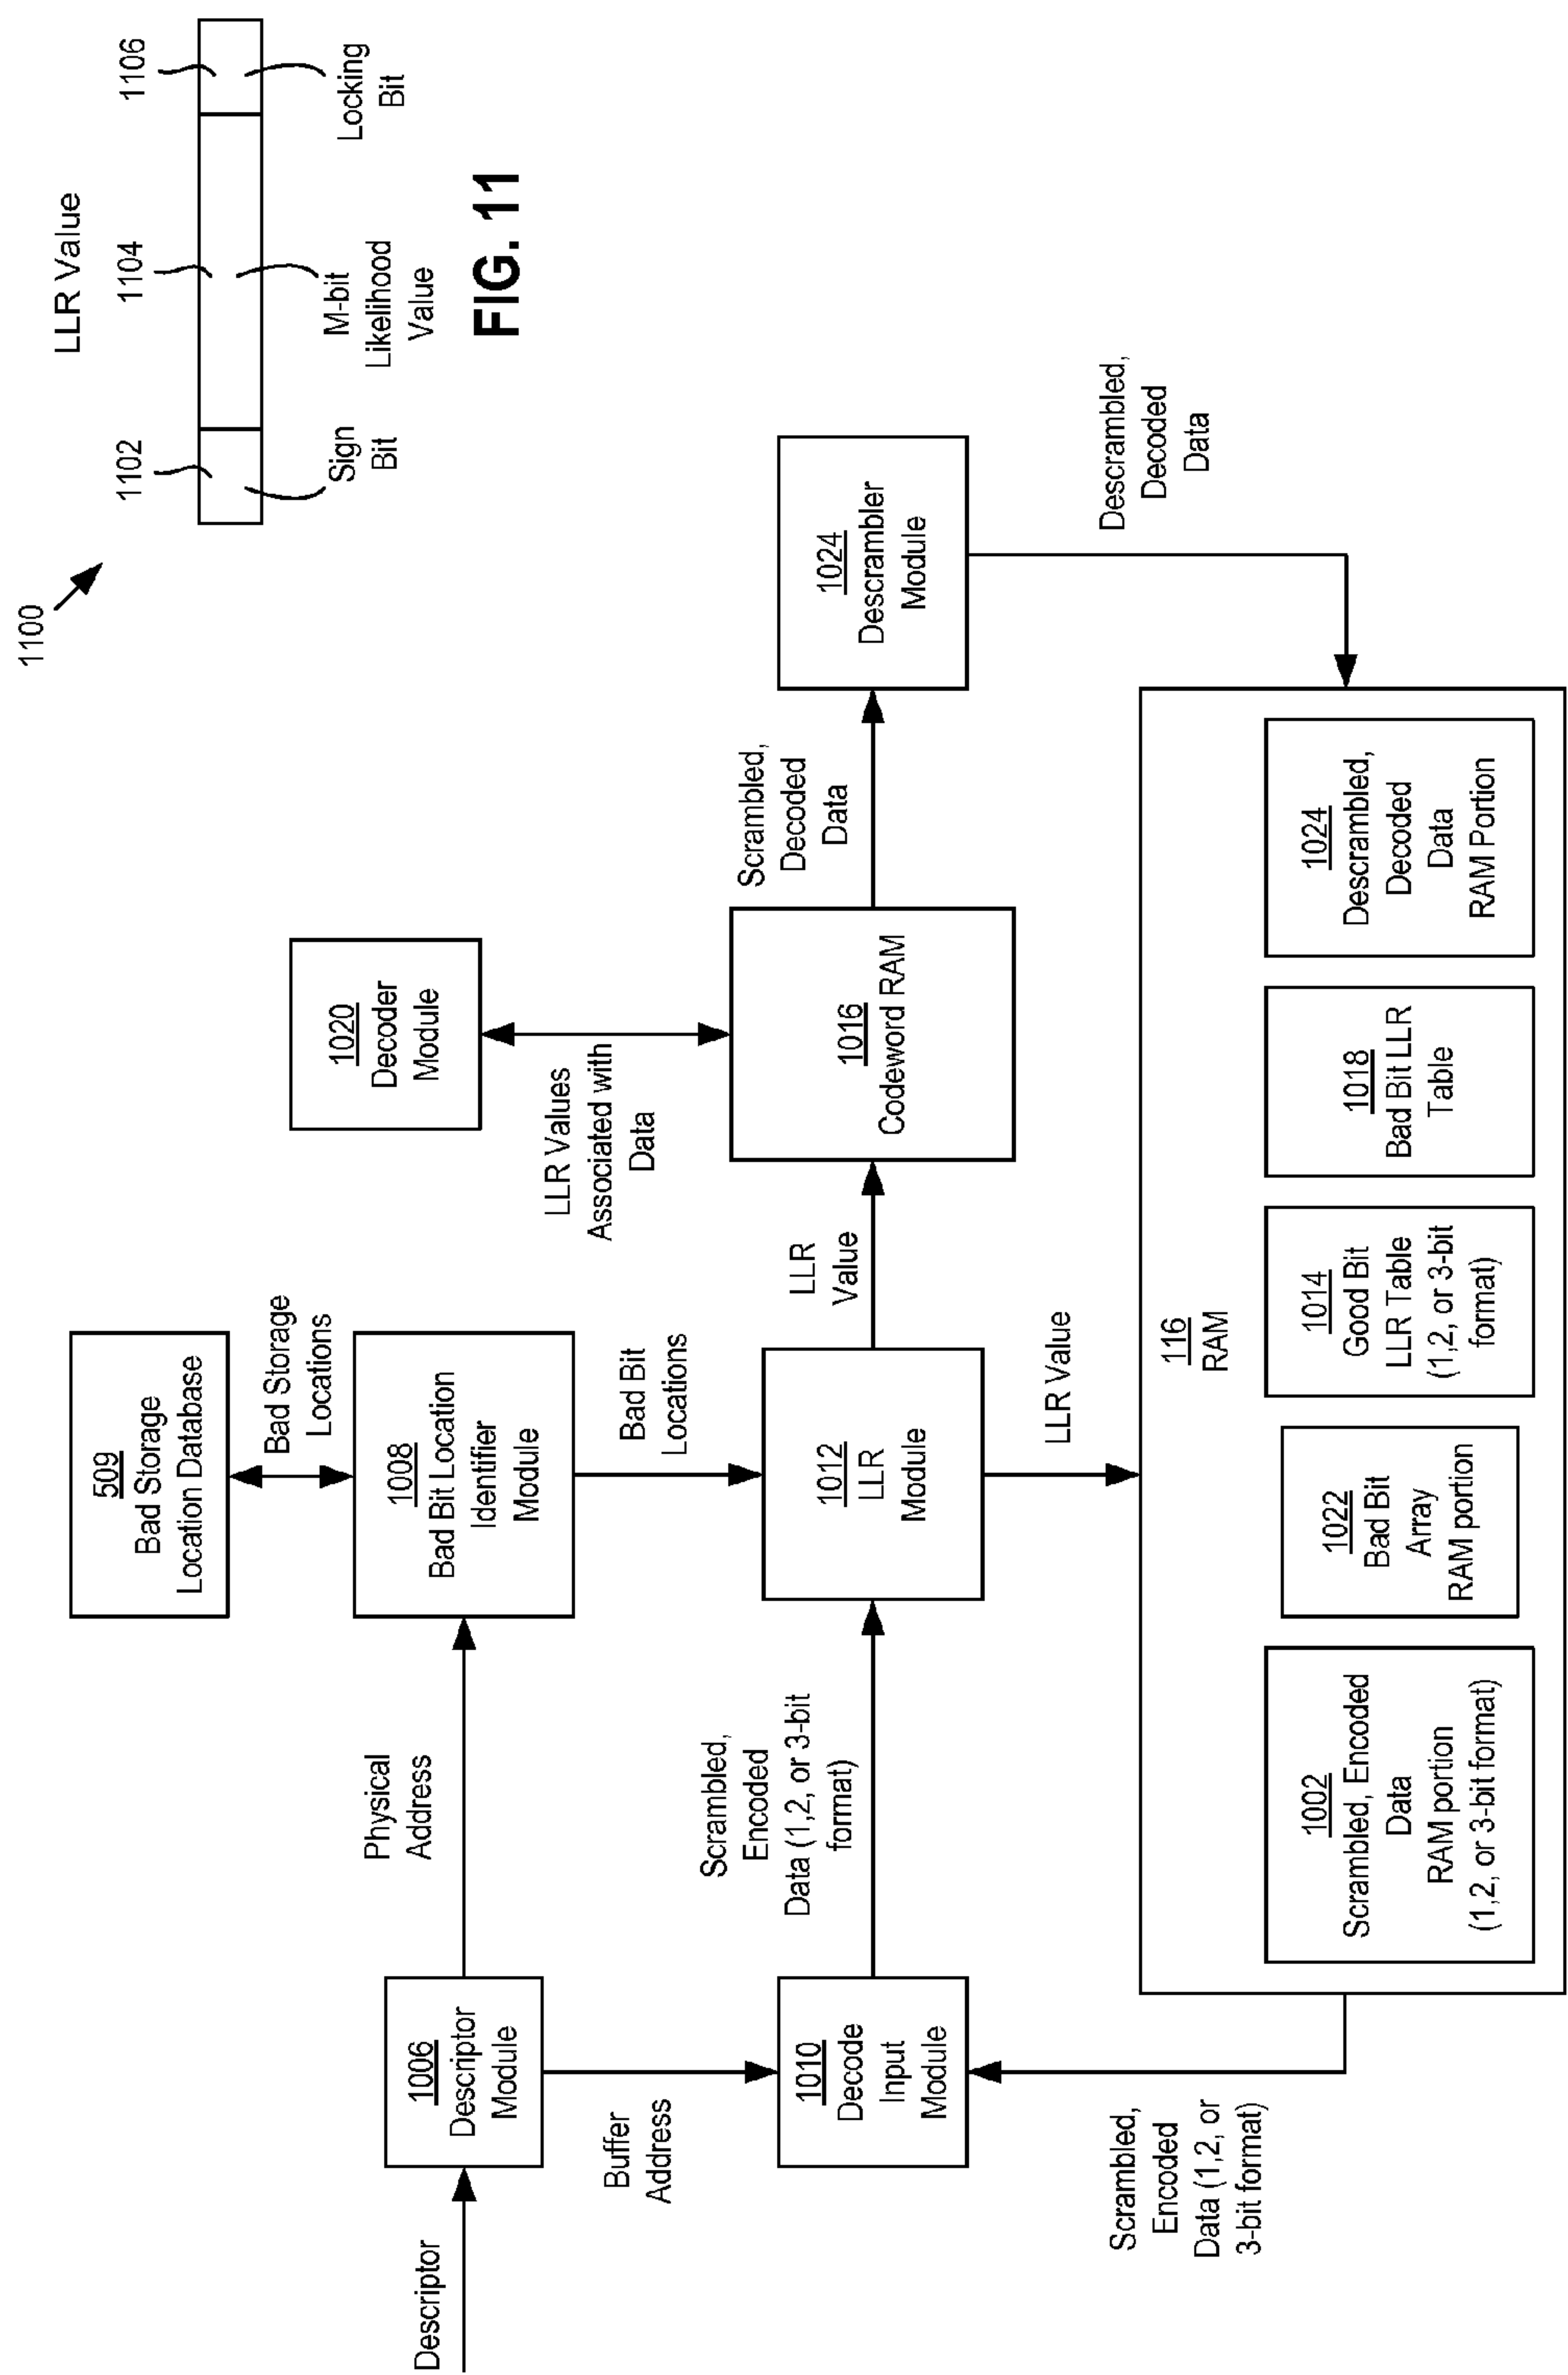 1100
LLR Value
1102
1104
1106
Sign
Bit
M-bit
Likelihood
Value
Locking
Bit
FIG. 11
509
Bad Storage
Location Database
Bad Storage
Locations
Descriptor
1006
Descriptor
Module
Physical
Address
1008
Bad Bit Location
Identifier
Module
1020
Decoder
Module
Buffer
Address
Bad Bit
Locations
LLR Values
Associated with
Data
1010
Decode
Input
Module
Scrambled,
Encoded
Data (1,2, or 3-bit
format)
1012
LLR
Module
LLR
Value
1016
Codeword RAM
Scrambled,
Decoded
Data
1024
Descrambler
Module
Scrambled,
Encoded
Data (1,2, or
3-bit format)
LLR Value
Descrambled,
Decoded
Data
116
RAM
1002
Scrambled, Encoded
Data
RAM portion
(1,2, or 3-bit format)
1022
Bad Bit
Array
RAM portion
1014
Good Bit
LLR Table
(1,2, or 3-bit
format)
1018
Bad Bit LLR
Table
1024
Descrambled,
Decoded
Data
RAM Portion